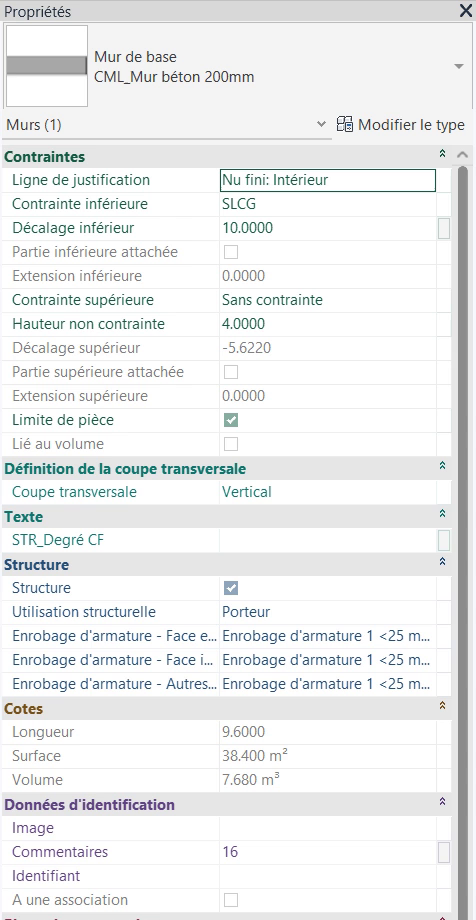 Propriétés
Mur de base
CML_Mur béton 200mm
Murs (1)
Modifier le type
Contraintes
Ligne de justification Nu fini: Intérieur
Contrainte inférieure SLCG
Décalage inférieur 10.0000
Partie inférieure attachée
Extension inférieure 0.0000
Contrainte supérieure Sans contrainte
Hauteur non contrainte 4.0000
Décalage supérieur -5.6220
Partie supérieure attachée
Extension supérieure 0.0000
Limite de pièce
Lié au volume
Définition de la coupe transversale
Coupe transversale Vertical
Texte
STR_Degré CF
Structure
Structure
Utilisation structurelle Porteur
Enrobage d'armature - Face e... Enrobage d'armature 1 <25 m...
Enrobage d'armature - Face i... Enrobage d'armature 1 <25 m...
Enrobage d'armature - Autres... Enrobage d'armature 1 <25 m...
Cotes
Longueur 9.6000
Surface 38.400 m²
Volume 7.680 m³
Données d'identification
Image
Commentaires 16
Identifiant
A une association